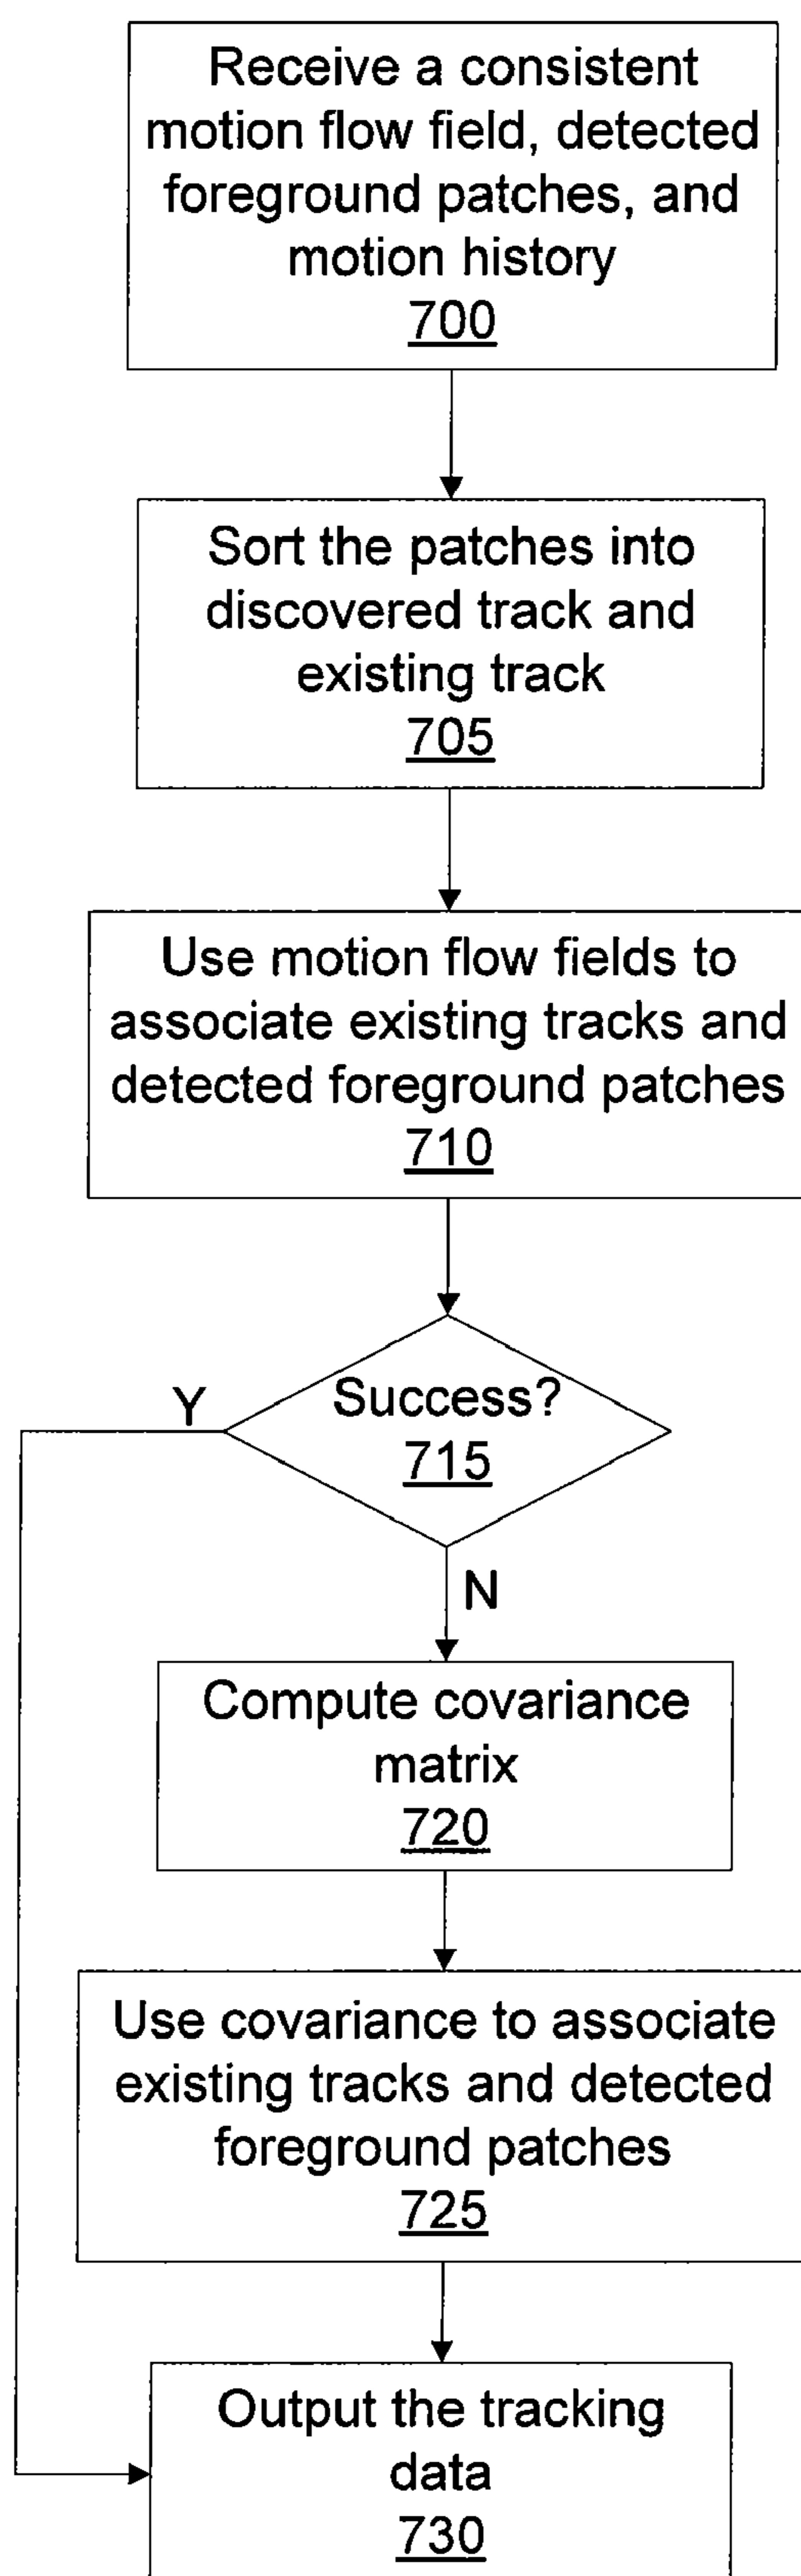 Receive a consistent
motion flow field, detected
foreground patches, and
motion history
700
Sort the patches into
discovered track and
existing track
705
Use motion flow fields to
associate existing tracks and
detected foreground patches
710
Success?
715
Y
N
Compute covariance
matrix
720
Use covariance to associate
existing tracks and detected
foreground patches
725
Output the tracking
data
730